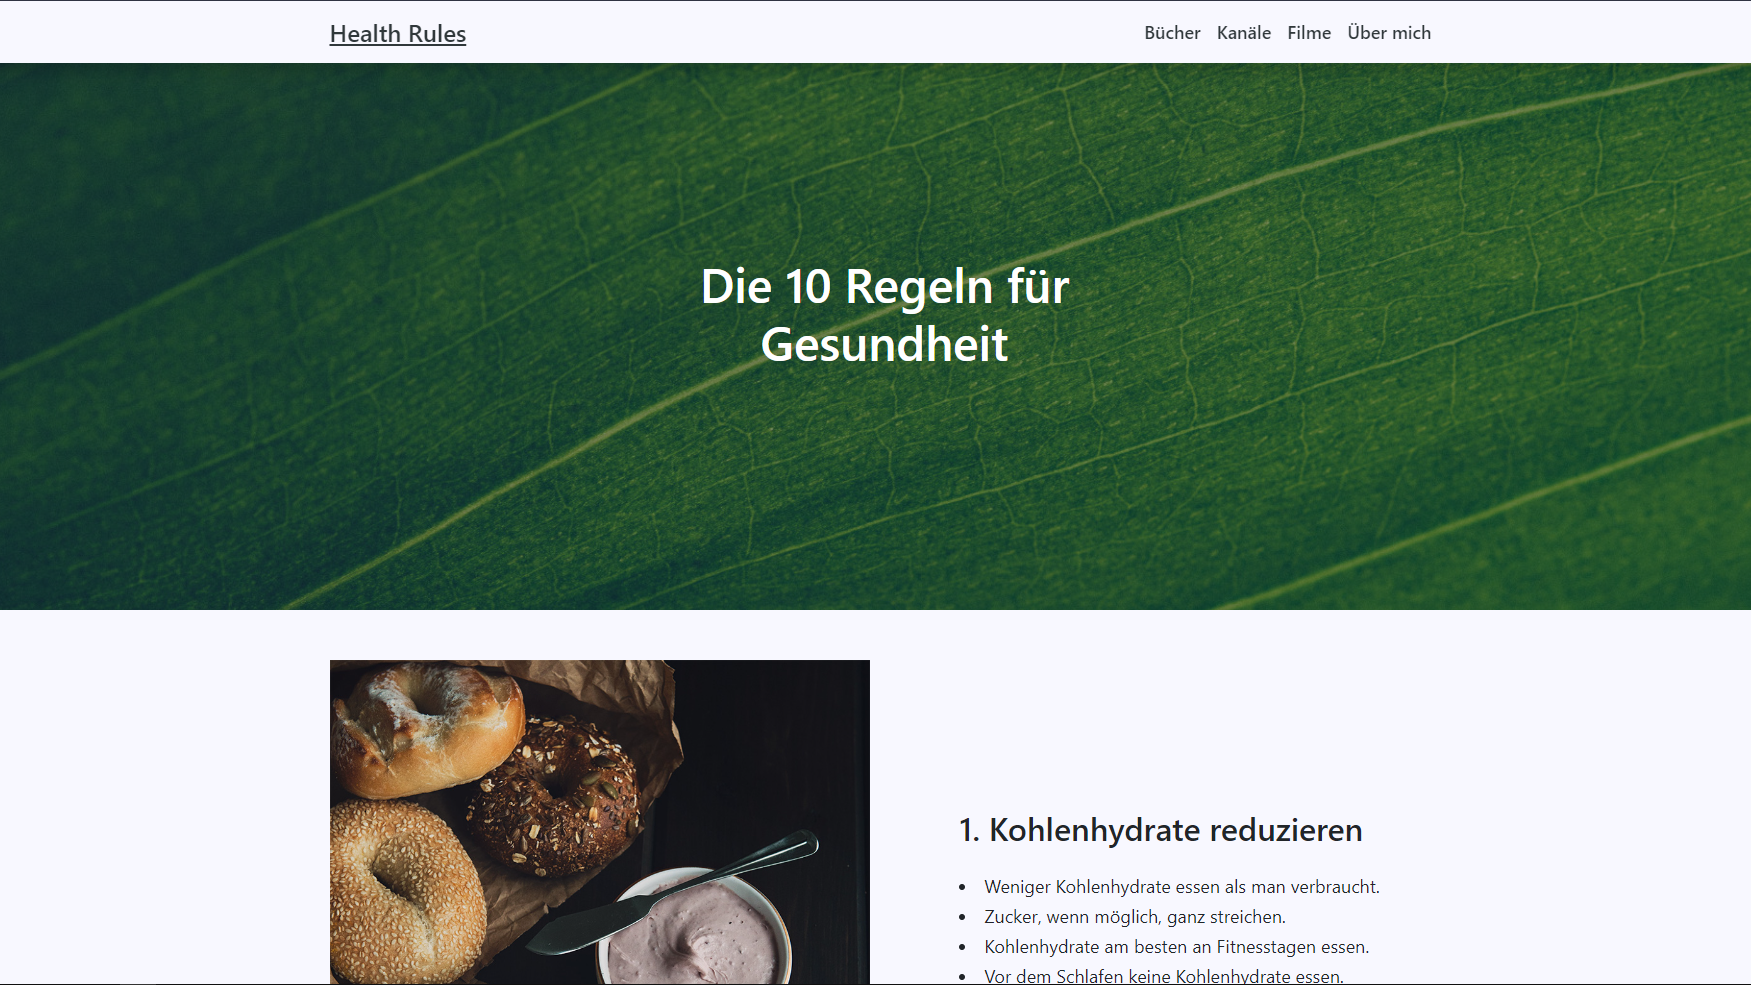 Health Rules
Bücher Kanäle Filme Über mich
Die 10 Regeln für
Gesundheit
1. Kohlenhydrate reduzieren
Weniger Kohlenhydrate essen als man verbraucht.
Zucker, wenn möglich, ganz streichen.
Kohlenhydrate am besten an Fitnesstagen essen.
Vor dem Schlafen keine Kohlenhydrate essen.